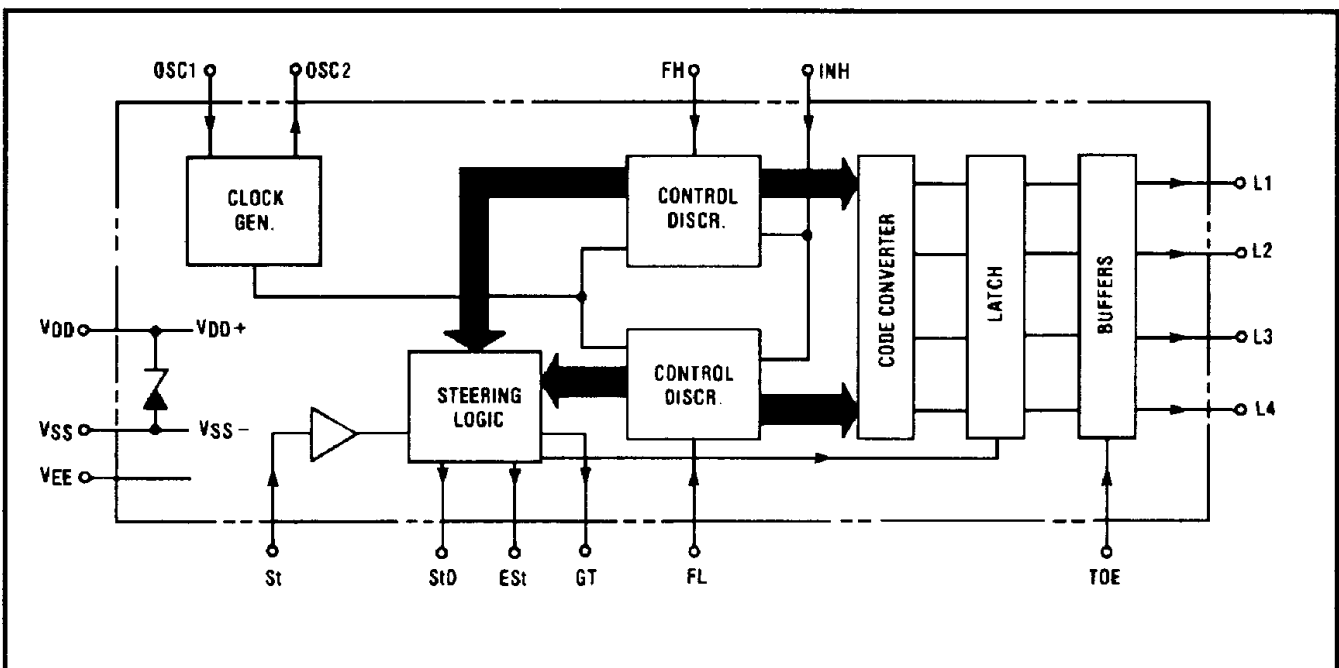 OSC1
OSC2
FH
INH
CLOCK
GEN.
CONTROL
DISCR.
CODE CONVERTER
LATCH
BUFFERS
L1
L2
L3
L4
VDD
VDD+
STEERING
LOGIC
CONTROL
DISCR.
VSS
VSS-
VEE
St
StD
ESt
GT
FL
TOE